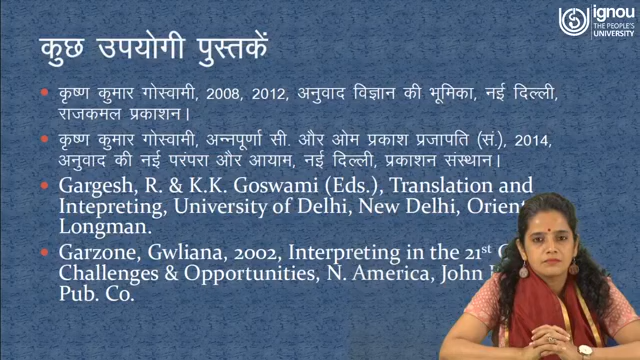 ignou
THE PEOPLE'S
UNIVERSITY
कुछ उपयोगी पुस्तकें
कृष्ण कुमार गोस्वामी, 2008, 2012, अनुवाद विज्ञान की भूमिका, नई दिल्ली,
राजकमल प्रकाशन।
कृष्ण कुमार गोस्वामी, अन्नपूर्णा सी. और ओम प्रकाश प्रजापति (सं.), 2014,
अनुवाद की नई परंपरा और आयाम, नई दिल्ली, प्रकाशन संस्थान।
Gargesh, R. & K.K. Goswami (Eds.), Translation and
Intepreting, University of Delhi, New Delhi, Orient
Longman.
Garzone, Gwliana, 2002, Interpreting in the 21st
Challenges & Opportunities, N. America, John
Pub. Co.